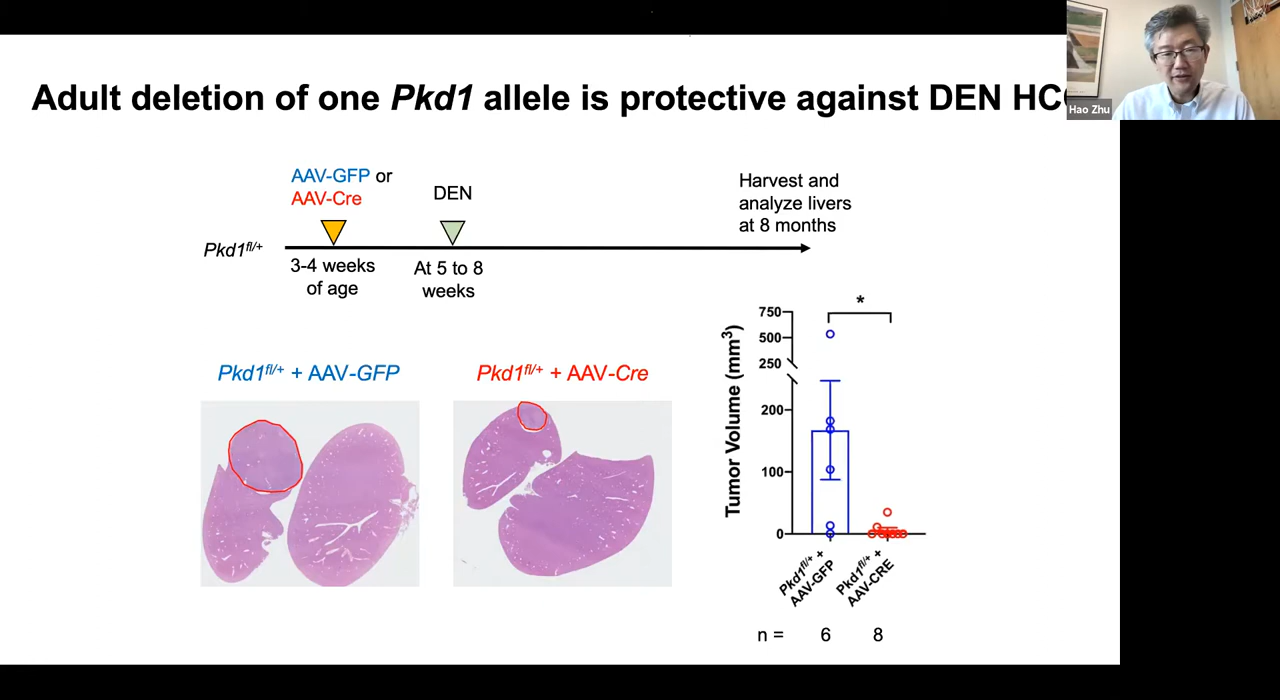 Adult deletion of one Pkd1 allele is protective against DEN HC
Hao Zhu
AAV-GFP or
AAV-Cre
DEN
Harvest and
analyze livers
at 8 months
Pkd1fl/+
3-4 weeks
of age
At 5 to 8
weeks
Pkd1fl/+ + AAV-GFP
Pkd1fl/+ + AAV-Cre
Tumor Volume (mm3)
750
500
250
200
100
0
*
Pkd1fl/+ +
AAV-GFP
Pkd1fl/+ +
AAV-CRE
n =
6
8